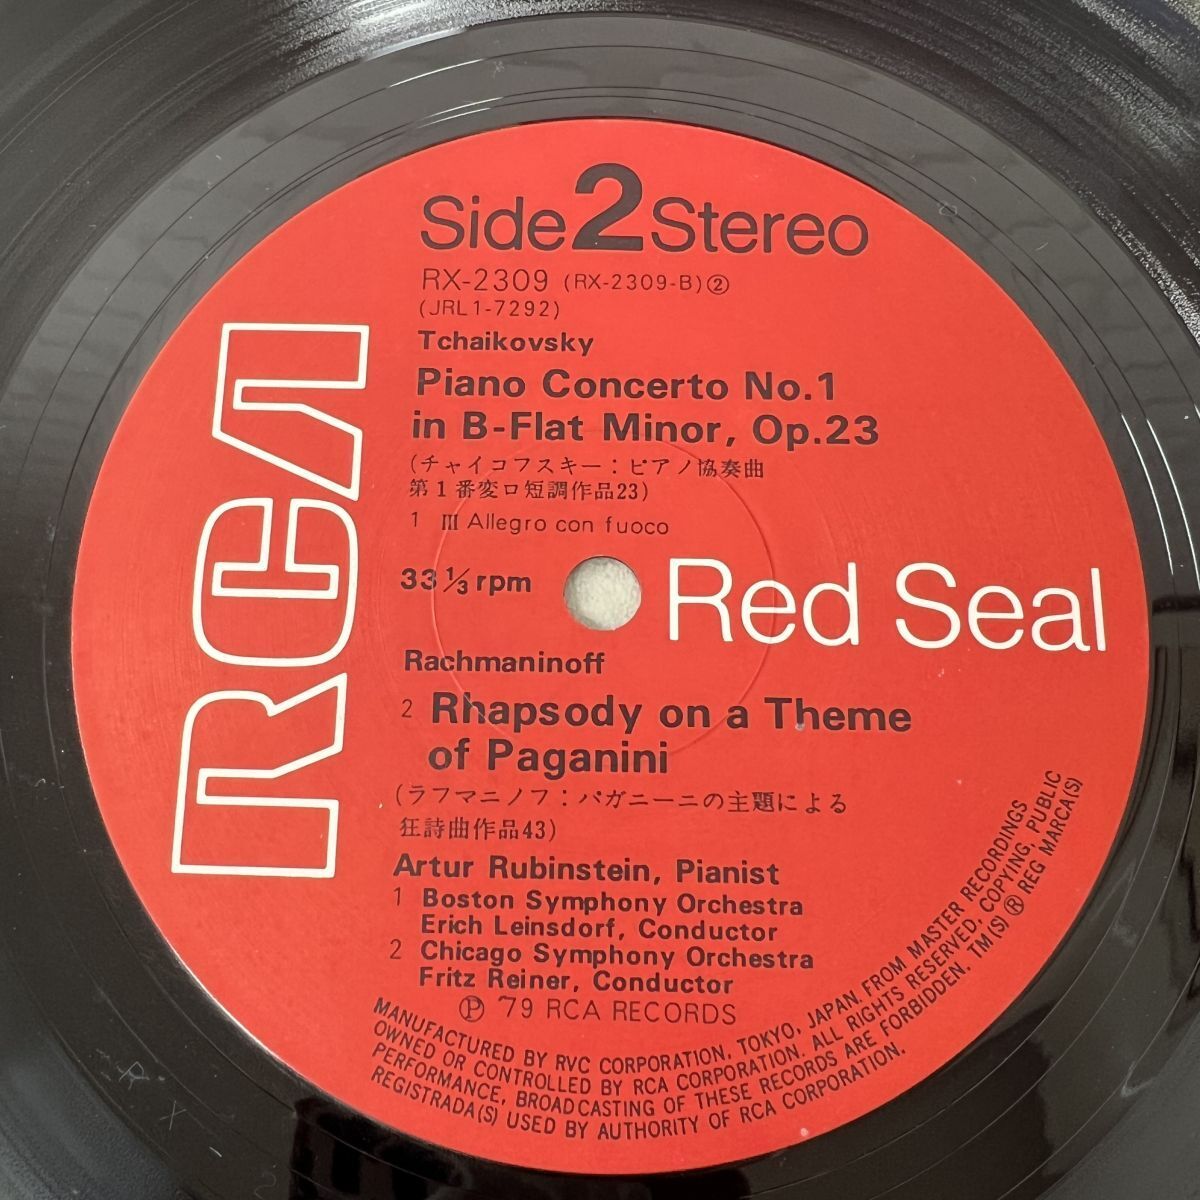 Side 2 Stereo
RX-2309 (RX-2309-B)②
(JRL1-7292)
Tchaikovsky
Piano Concerto No.1
in B-Flat Minor, Op.23
(チャイコフスキー：ピアノ協奏曲
第1番変ロ短調作品23)
1 III Allegro con fuoco
33 1/3 rpm
RCA
Red Seal
Rachmaninoff
2 Rhapsody on a Theme
of Paganini
(ラフマニノフ：パガニーニの主題による
狂詩曲作品43)
Artur Rubinstein, Pianist
1 Boston Symphony Orchestra
Erich Leinsdorf, Conductor
2 Chicago Symphony Orchestra
Fritz Reiner, Conductor
℗ '79 RCA RECORDS
MANUFACTURED BY RVC CORPORATION, TOKYO, JAPAN. FROM MASTER RECORDINGS
OWNED OR CONTROLLED BY RCA CORPORATION. ALL RIGHTS RESERVED, COPYING, PUBLIC
PERFORMANCE, BROADCASTING OF THESE RECORDS ARE FORBIDDEN. TM(S) ® REG MARCA(S)
REGISTRADA(S) USED BY AUTHORITY OF RCA CORPORATION.